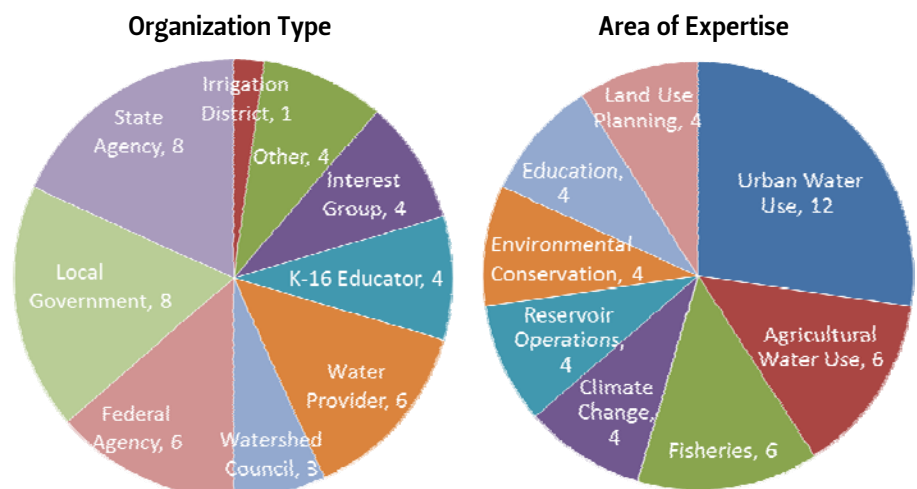 Organization Type
Irrigation
District, 1
Other, 4
Interest
Group, 4
K-16 Educator, 4
Water
Provider, 6
Watershed
Council, 3
Federal
Agency, 6
Local
Government, 8
State
Agency, 8
Area of Expertise
Urban Water
Use, 12
Agricultural
Water Use, 6
Fisheries, 6
Climate
Change,
4
Reservoir
Operations,
4
Environmental
Conservation, 4
Education,
4
Land Use
Planning, 4